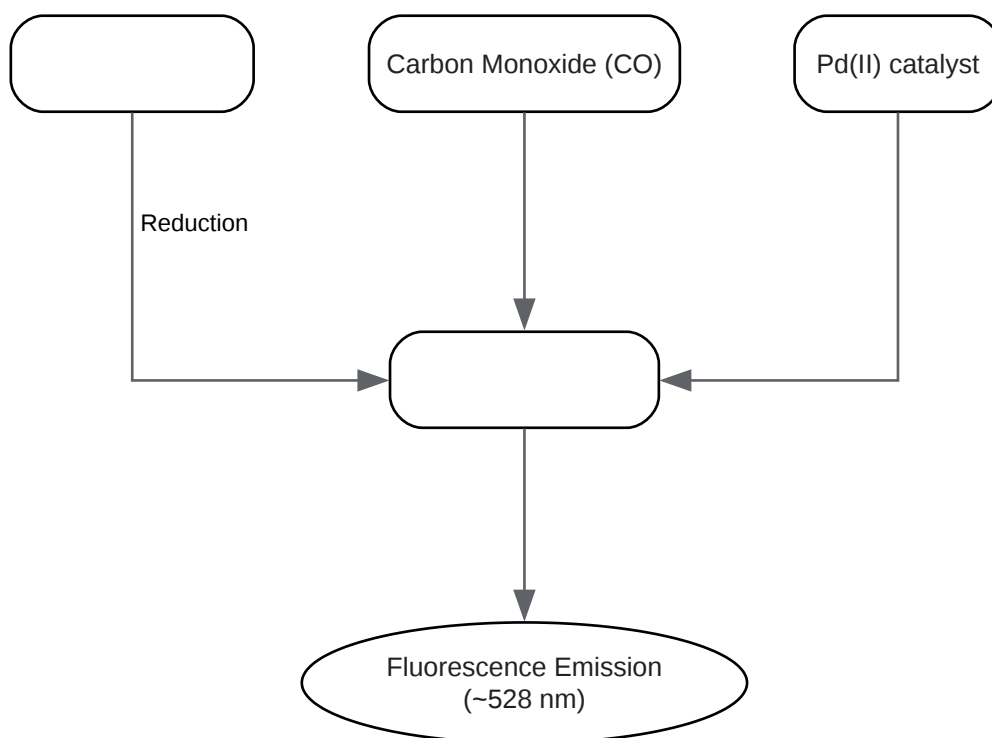 Carbon Monoxide (CO)
Pd(II) catalyst
Reduction
Fluorescence Emission
(~528 nm)